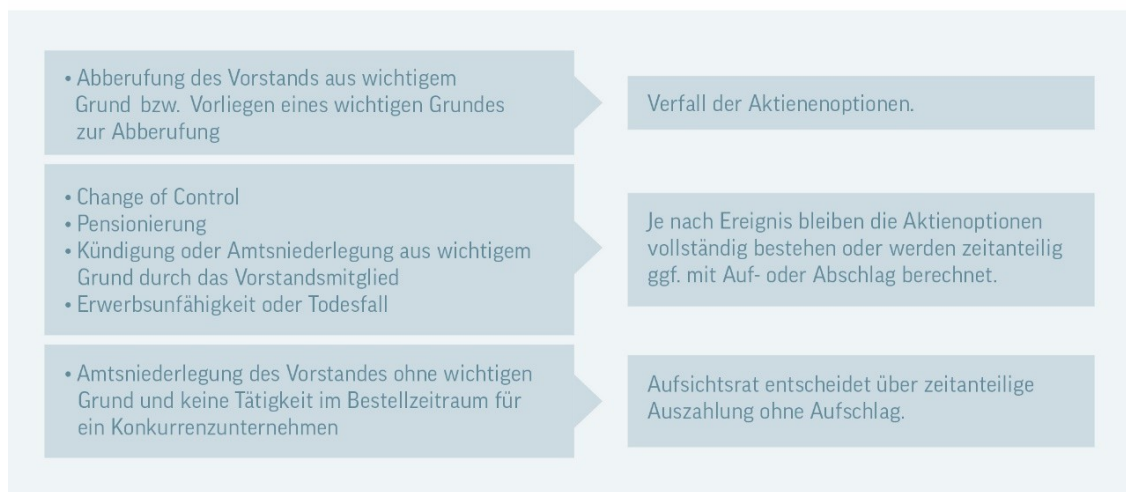 • Abberufung des Vorstands aus wichtigem
Grund bzw. Vorliegen eines wichtigen Grundes
zur Abberufung
Verfall der Aktienenoptionen.
• Change of Control
• Pensionierung
• Kündigung oder Amtsniederlegung aus wichtigem
Grund durch das Vorstandsmitglied
• Erwerbsunfähigkeit oder Todesfall
Je nach Ereignis bleiben die Aktienoptionen
vollständig bestehen oder werden zeitanteilig
ggf. mit Auf- oder Abschlag berechnet.
• Amtsniederlegung des Vorstandes ohne wichtigen
Grund und keine Tätigkeit im Bestellzeitraum für
ein Konkurrenzunternehmen
Aufsichtsrat entscheidet über zeitanteilige
Auszahlung ohne Aufschlag.